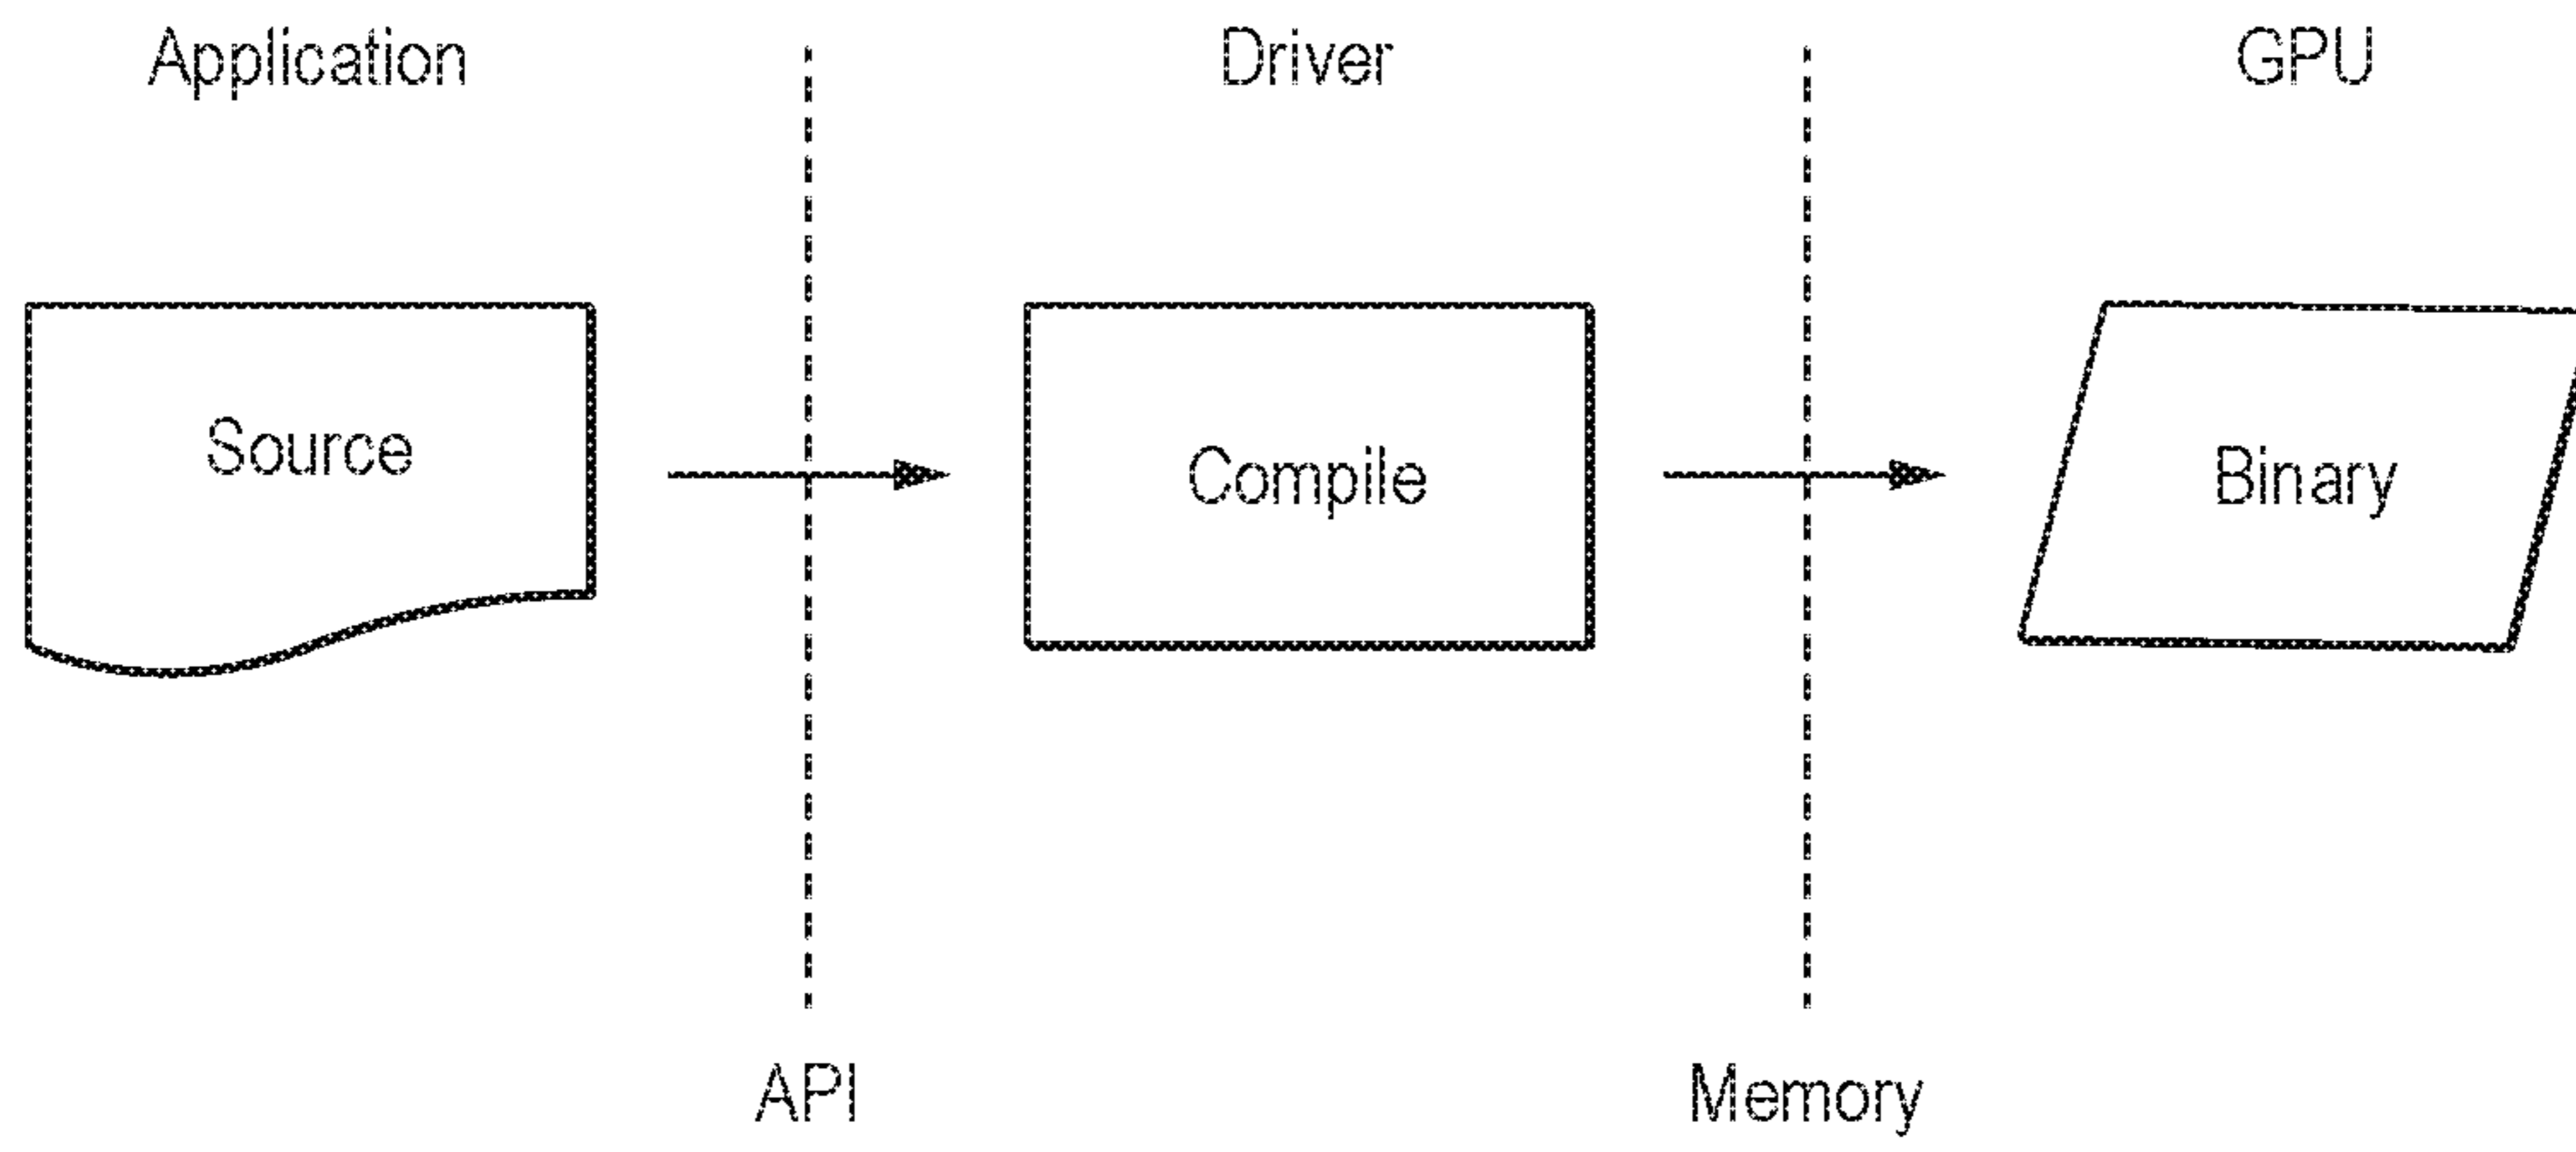 Application
Driver
GPU
Source
Compile
Binary
API
Memory